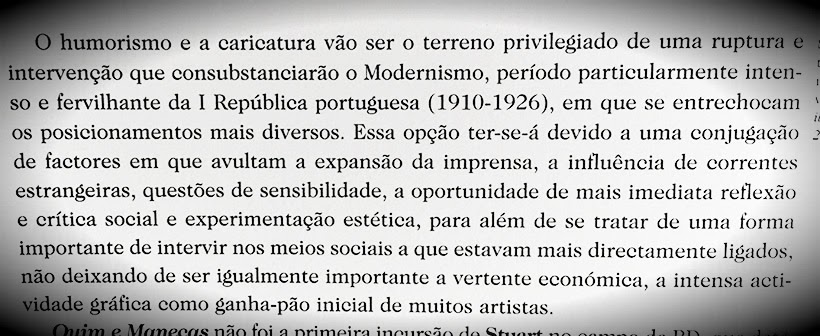 O humorismo e a caricatura vão ser o terreno privilegiado de uma ruptura e
intervenção que consubstanciarão o Modernismo, período particularmente inten-
so e fervilhante da I República portuguesa (1910-1926), em que se entrechocam
os posicionamentos mais diversos. Essa opção ter-se-á devido a uma conjugação
de factores em que avultam a expansão da imprensa, a influência de correntes
estrangeiras, questões de sensibilidade, a oportunidade de mais imediata reflexão
e crítica social e experimentação estética, para além de se tratar de uma forma
importante de intervir nos meios sociais a que estavam mais directamente ligados,
não deixando de ser igualmente importante a vertente económica, a intensa acti-
vidade gráfica como ganha-pão inicial de muitos artistas.
Quim e Manecas não foi a primeira incursão de Stuart no campo da BD, que